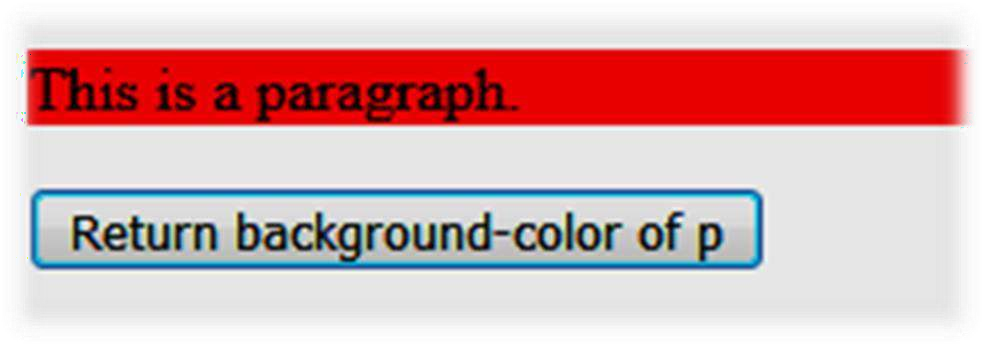 This is a paragraph.
Return background-color of p